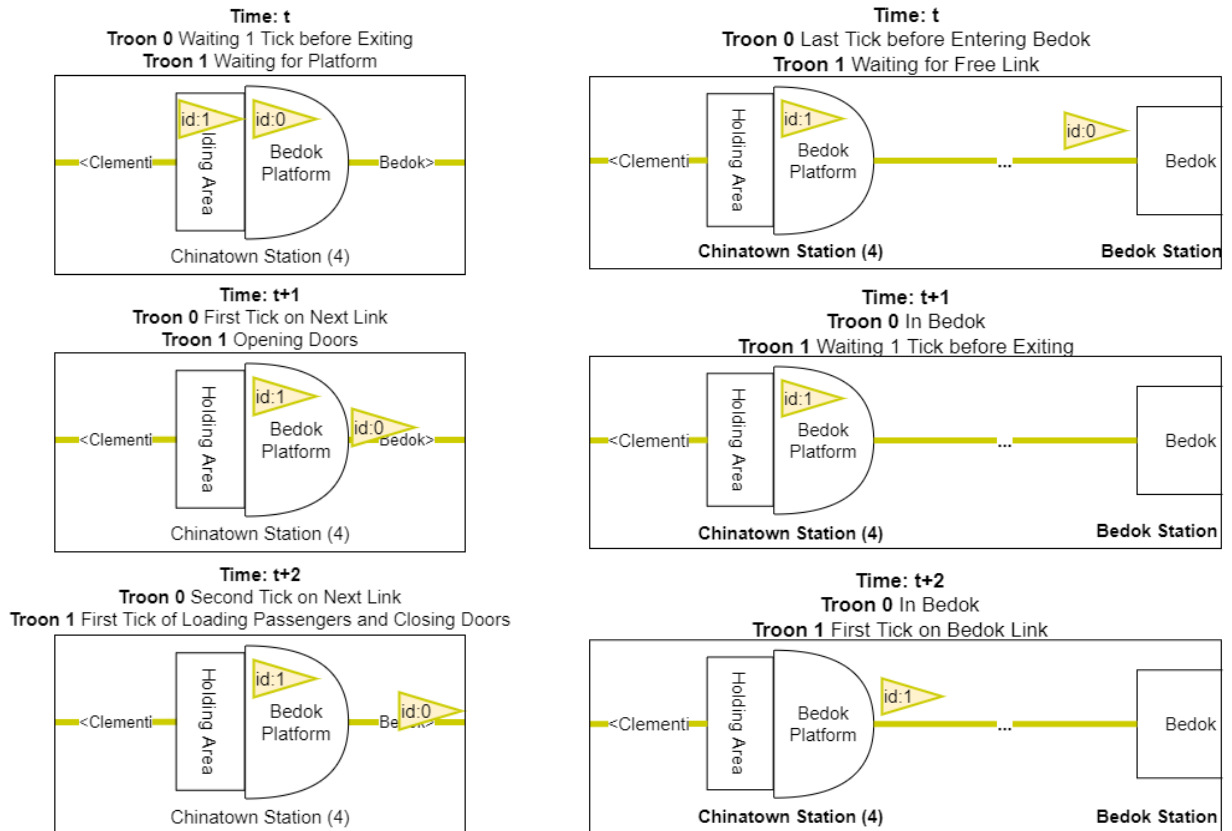 Time: t
Troon 0 Waiting 1 Tick before Exiting
Troon 1 Waiting for Platform
id:1
id:0
lding Area
Bedok
Platform
<Clementi
Bedok>
Chinatown Station (4)
Time: t+1
Troon 0 First Tick on Next Link
Troon 1 Opening Doors
Holding Area
id:1
Bedok
Platform
id:0
<Clementi
Bedok>
Chinatown Station (4)
Time: t+2
Troon 0 Second Tick on Next Link
Troon 1 First Tick of Loading Passengers and Closing Doors
Holding Area
id:1
Bedok
Platform
id:0
<Clementi
Chinatown Station (4)
Time: t
Troon 0 Last Tick before Entering Bedok
Troon 1 Waiting for Free Link
Holding Area
id:1
Bedok
Platform
id:0
<Clementi
...
Bedok
Chinatown Station (4)
Bedok Station
Time: t+1
Troon 0 In Bedok
Troon 1 Waiting 1 Tick before Exiting
Holding Area
id:1
Bedok
Platform
<Clementi
...
Bedok
Chinatown Station (4)
Bedok Station
Time: t+2
Troon 0 In Bedok
Troon 1 First Tick on Bedok Link
Holding Area
Bedok
Platform
id:1
<Clementi
...
Bedok
Chinatown Station (4)
Bedok Station